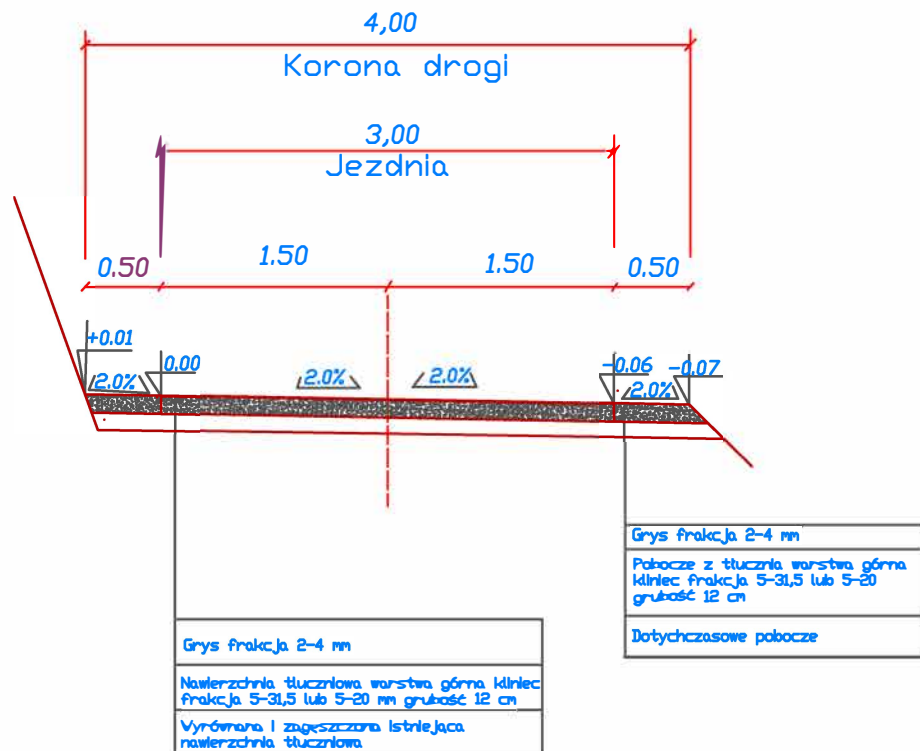 4,00
Korona drogi
3,00
Jezdnia
0.50
1.50
1.50
0.50
+0.01
0.00
-0.06
-0.07
2.0%
2.0%
2.0%
2.0%
Grys frakcja 2-4 mm
Pobocze z tłucznia warstwa górna
kliniec frakcja 5-31,5 lub 5-20
grubość 12 cm
Dotychczasowe pobocze
Grys frakcja 2-4 mm
Nawierzchnia tłuczniowa warstwa górna kliniec
frakcja 5-31,5 lub 5-20 mm grubość 12 cm
Wyrównana i zagęszczona istniejąca
nawierzchnia tłuczniowa